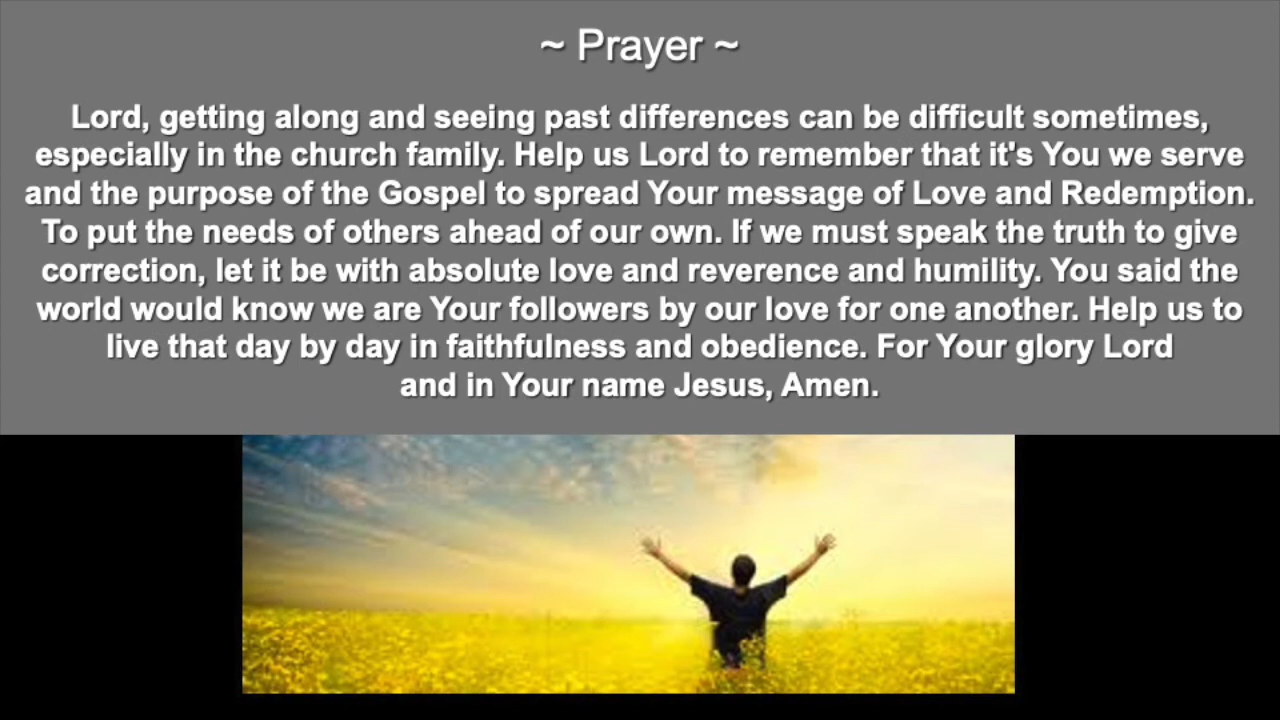 ~ Prayer ~
Lord, getting along and seeing past differences can be difficult sometimes,
especially in the church family. Help us Lord to remember that it's You we serve
and the purpose of the Gospel to spread Your message of Love and Redemption.
To put the needs of others ahead of our own. If we must speak the truth to give
correction, let it be with absolute love and reverence and humility. You said the
world would know we are Your followers by our love for one another. Help us to
live that day by day in faithfulness and obedience. For Your glory Lord
and in Your name Jesus, Amen.